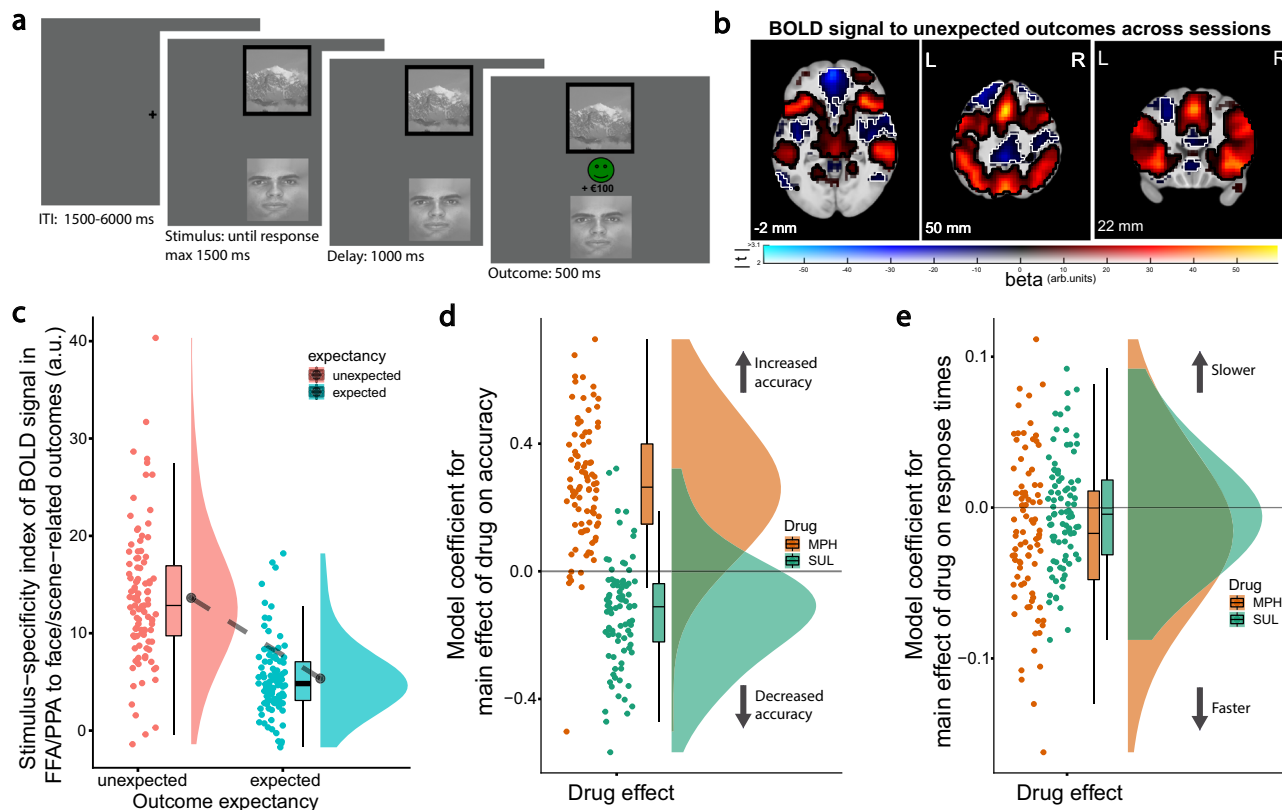 a
+
ITI: 1500-6000 ms
Stimulus: until response
max 1500 ms
Delay: 1000 ms
+ €100
Outcome: 500 ms
b
BOLD signal to unexpected outcomes across sessions
L
R
L
R
-2 mm
50 mm
22 mm
| t |
>3.1
2
-50
-40
-30
-20
-10
0
10
20
30
40
50
beta (arb.units)
c
Stimulus−specificity index of BOLD signal in
FFA/PPA to face/scene−related outcomes (a.u.)
40
30
20
10
0
expectancy
unexpected
expected
unexpected
expected
Outcome expectancy
d
Model coefficient for
main effect of drug on accuracy
0.4
0.0
−0.4
Increased
accuracy
Drug
MPH
SUL
Decreased
accuracy
Drug effect
e
Model coefficient for
main effect of drug on respnose times
0.1
0.0
−0.1
Slower
Drug
MPH
SUL
Faster
Drug effect